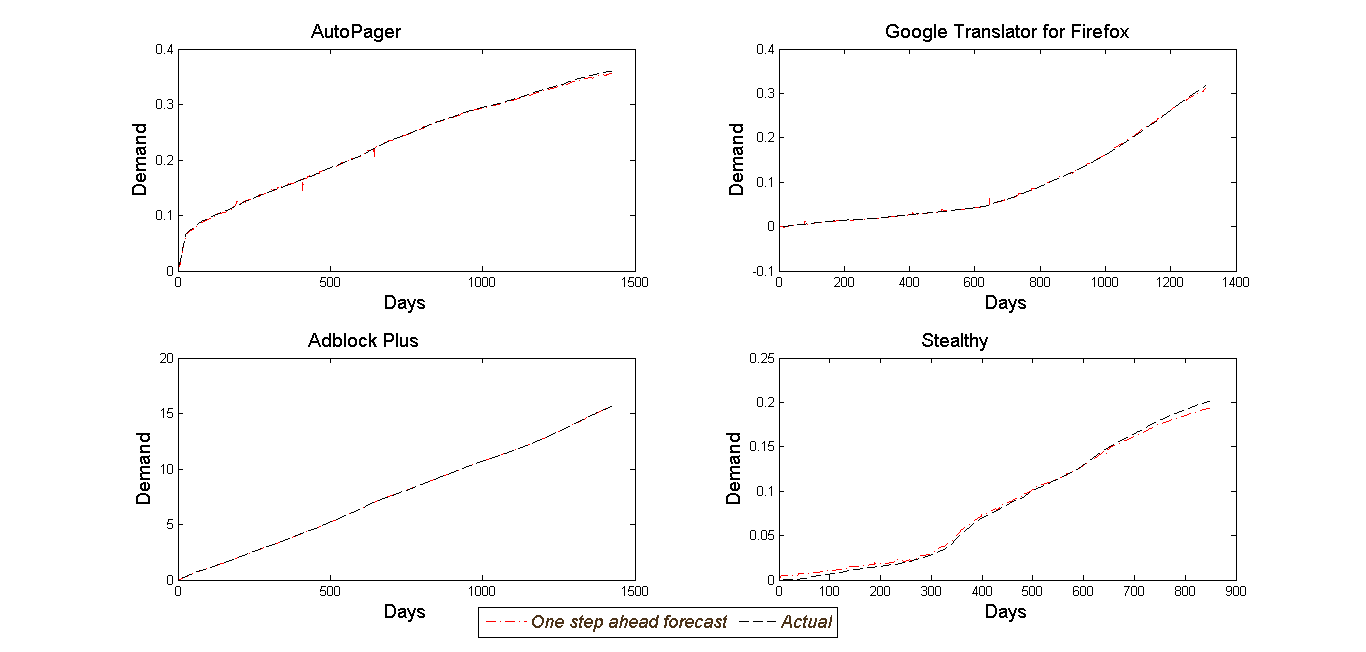 AutoPager
0.4
0.3
0.2
0.1
0
Demand
0 500 1000 1500
Days
Google Translator for Firefox
0.4
0.3
0.2
0.1
0
-0.1
Demand
0 200 400 600 800 1000 1200 1400
Days
Adblock Plus
20
15
10
5
0
Demand
0 500 1000 1500
Days
Stealthy
0.25
0.2
0.15
0.1
0.05
0
Demand
0 100 200 300 400 500 600 700 800 900
Days
One step ahead forecast Actual